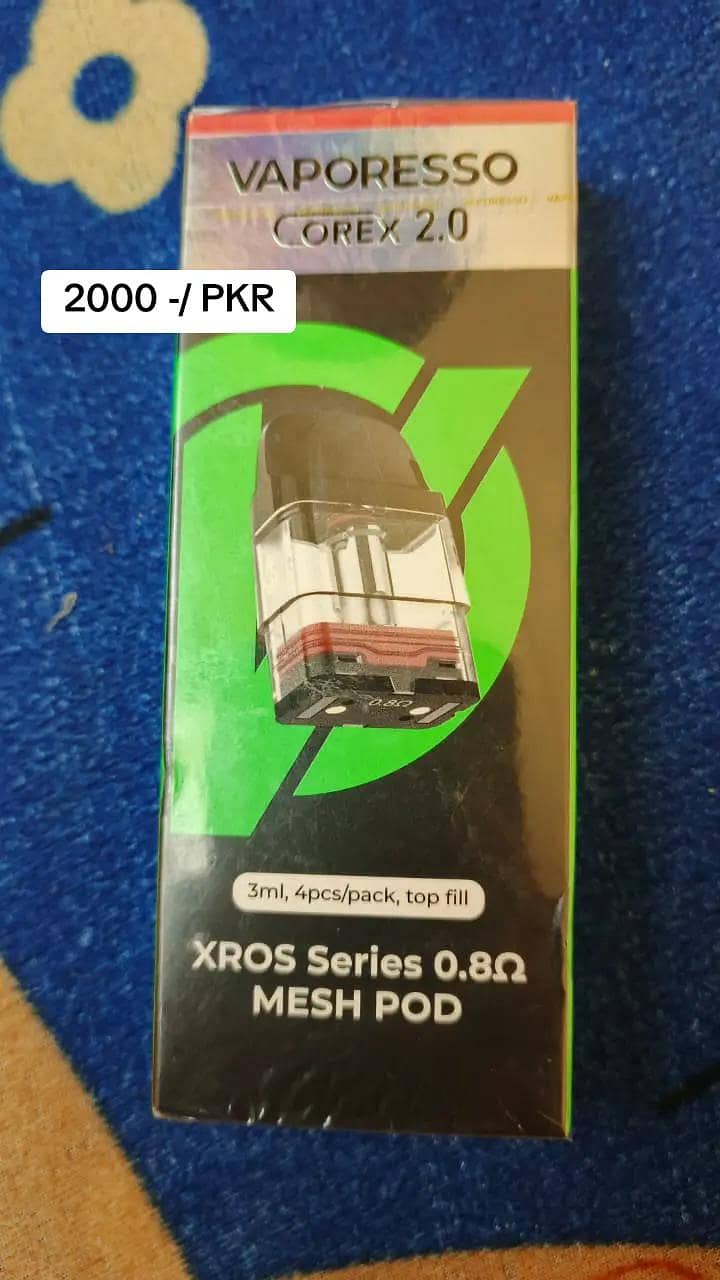 VAPORESSO
COREX 2.0
2000 -/ PKR
0.8Ω
3ml, 4pcs/pack, top fill
XROS Series 0.8Ω
MESH POD